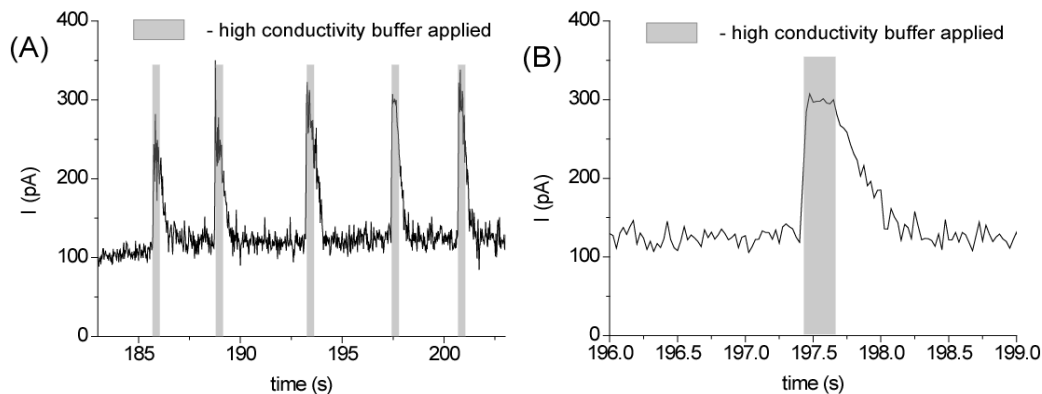 (A)
- high conductivity buffer applied
400
300
200
100
0
I (pA)
185 190 195 200
time (s)
(B)
- high conductivity buffer applied
400
300
200
100
0
I (pA)
196.0 196.5 197.0 197.5 198.0 198.5 199.0
time (s)